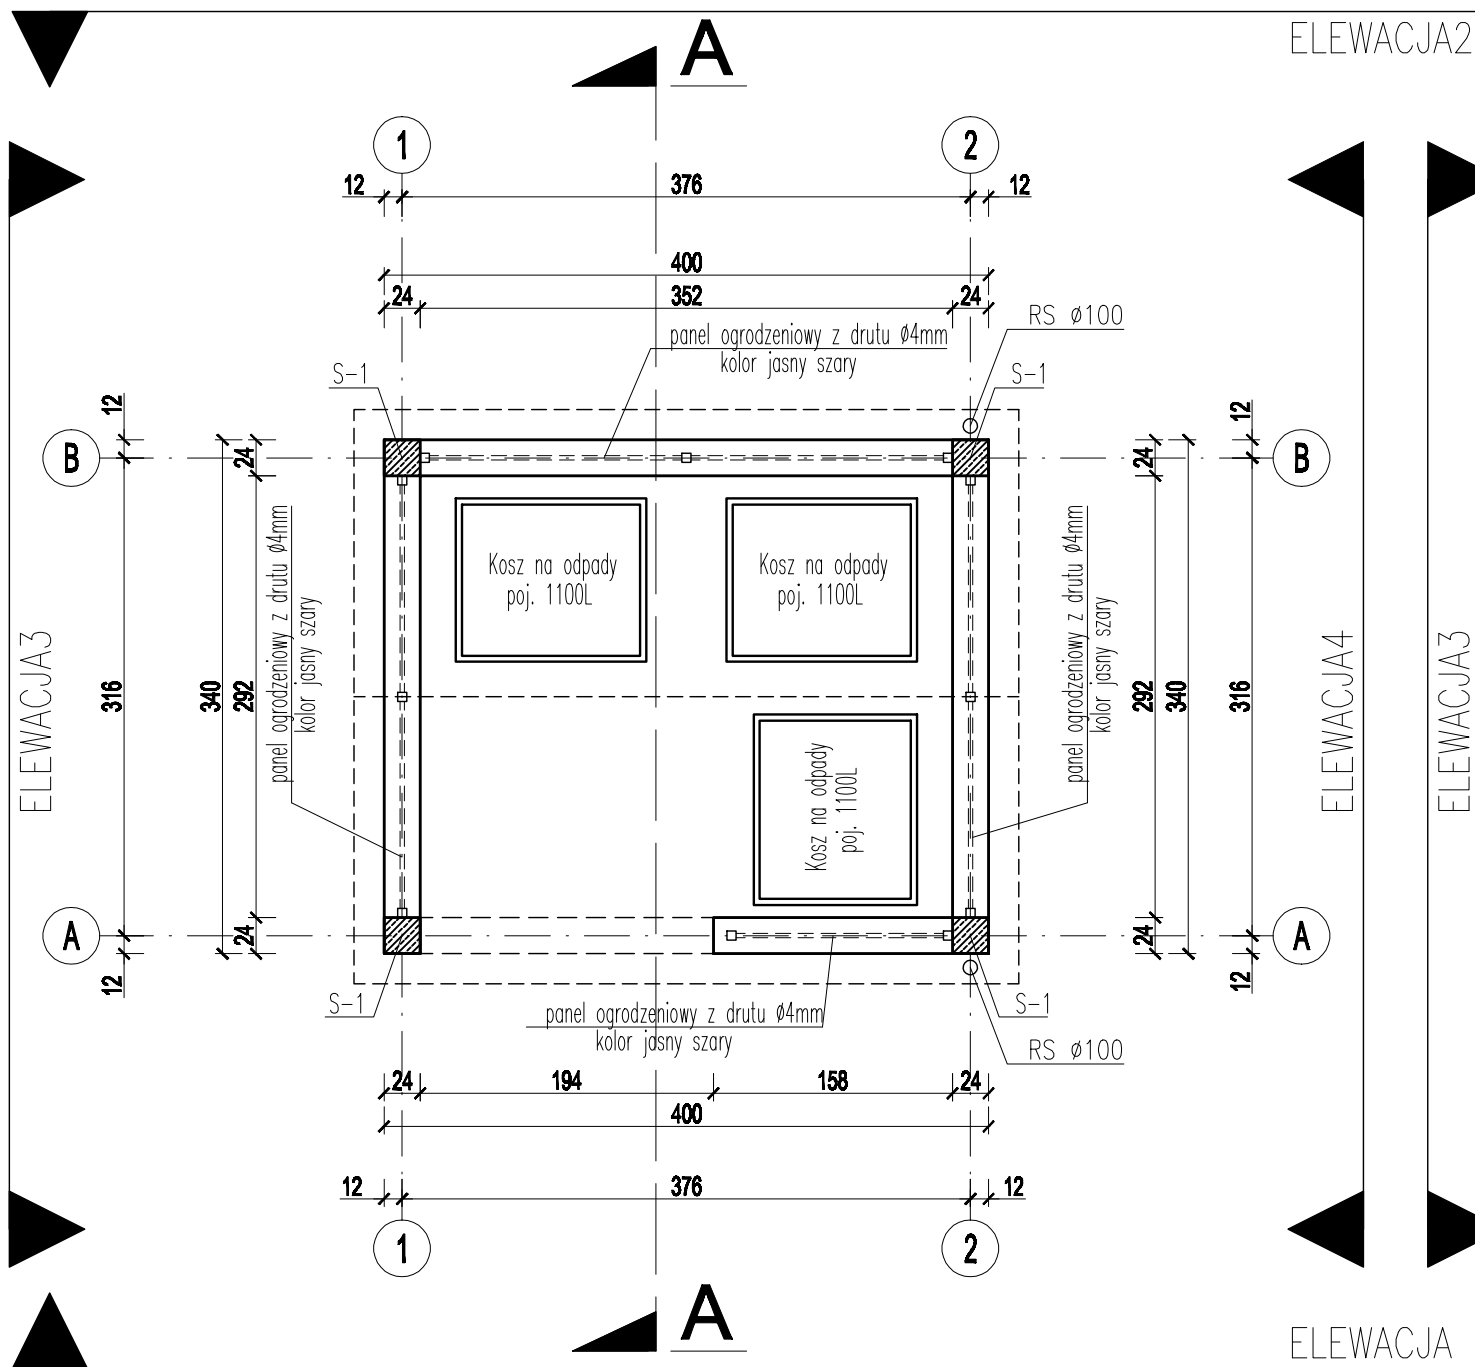 ELEWACJA2
A
1
2
12
376
12
400
24
352
24
RS ø100
panel ogrodzeniowy z drutu ø4mm
kolor jasny szary
S-1
S-1
12
12
B
24
24
B
Kosz na odpady
poj. 1100L
Kosz na odpady
poj. 1100L
panel ogrodzeniowy z drutu ø4mm
kolor jasny szary
panel ogrodzeniowy z drutu ø4mm
kolor jasny szary
ELEWACJA3
316
340
292
292
340
316
ELEWACJA4
ELEWACJA3
Kosz na odpady
poj. 1100L
A
24
24
A
12
12
S-1
S-1
panel ogrodzeniowy z drutu ø4mm
kolor jasny szary
RS ø100
24
194
158
24
400
12
376
12
1
2
A
ELEWACJA